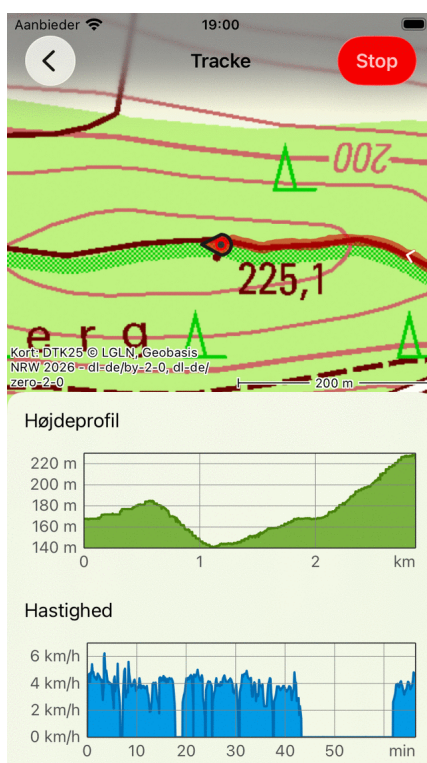 Aanbieder 19:00
Tracke
Stop
200
225,1
e r g
Kort: DTK25 © LGLN, Geobasis
NRW 2026 - dl-de/by-2-0, dl-de/
zero-2-0
200 m
Højdeprofil
220 m
200 m
180 m
160 m
140 m
0 1 2 km
Hastighed
6 km/h
4 km/h
2 km/h
0 km/h
0 10 20 30 40 50 min